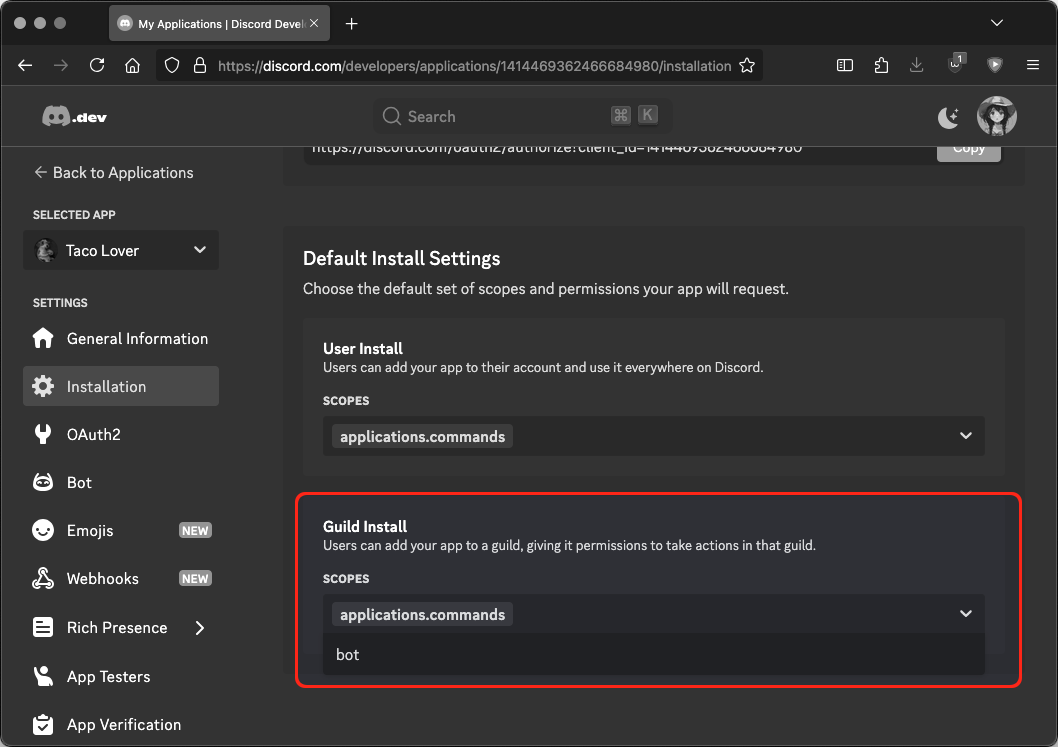 My Applications | Discord Devel
https://discord.com/developers/applications/1414469362466684980/installation
1
.dev
Search
⌘ K
https://discord.com/oauth2/authorize?client_id=1414469362466684980
Copy
Back to Applications
SELECTED APP
Taco Lover
SETTINGS
General Information
Installation
OAuth2
Bot
Emojis NEW
Webhooks NEW
Rich Presence
App Testers
App Verification
Default Install Settings
Choose the default set of scopes and permissions your app will request.
User Install
Users can add your app to their account and use it everywhere on Discord.
SCOPES
applications.commands
Guild Install
Users can add your app to a guild, giving it permissions to take actions in that guild.
SCOPES
applications.commands
bot